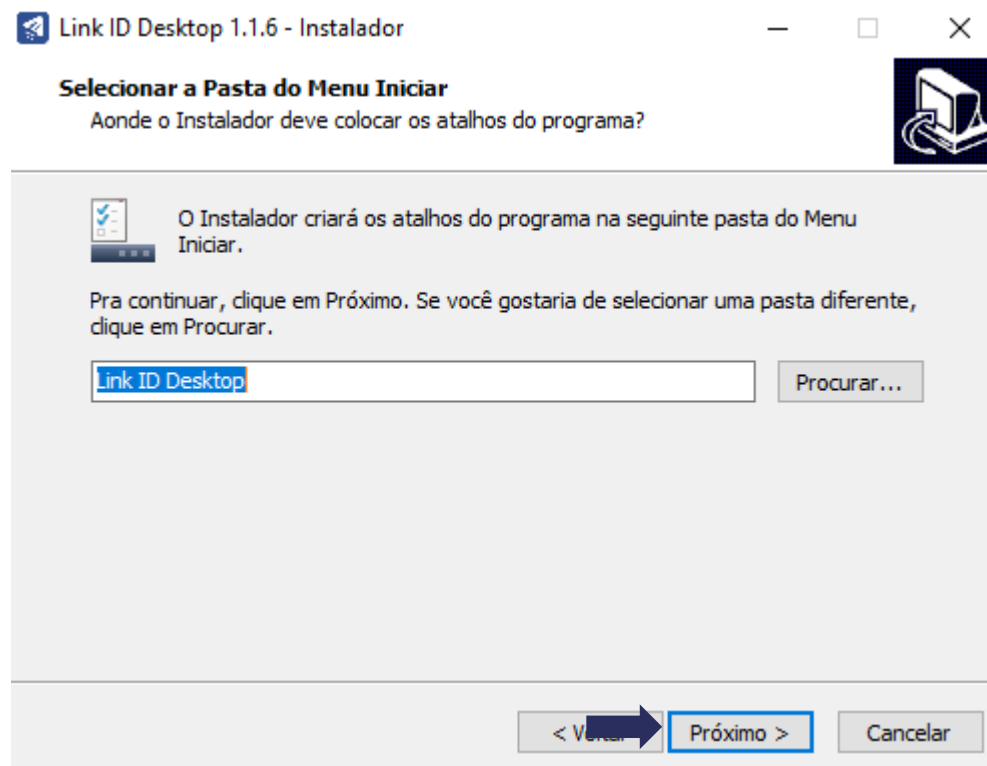 Link ID Desktop 1.1.6 - Instalador
Selecionar a Pasta do Menu Iniciar
Aonde o Instalador deve colocar os atalhos do programa?
O Instalador criará os atalhos do programa na seguinte pasta do Menu
Iniciar.
Pra continuar, clique em Próximo. Se você gostaria de selecionar uma pasta diferente,
clique em Procurar.
Link ID Desktop
Procurar...
Próximo >
Cancelar